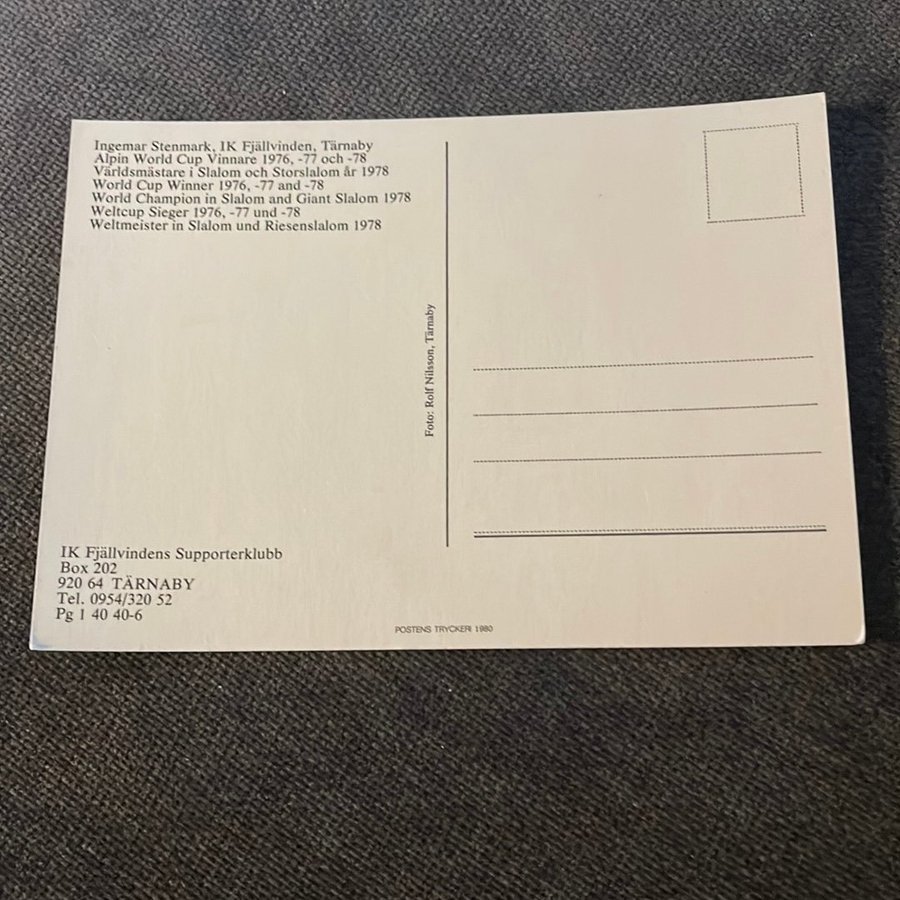 Ingemar Stenmark, IK Fjällvinden, Tärnaby
Alpin World Cup Vinnare 1976, -77 och -78
Världsmästare i Slalom och Storslalom år 1978
World Cup Winner 1976, -77 and -78
World Champion in Slalom and Giant Slalom 1978
Weltcup Sieger 1976, -77 und -78
Weltmeister in Slalom und Riesenslalom 1978
Foto: Rolf Nilsson, Tärnaby
IK Fjällvindens Supporterklubb
Box 202
920 64 TÄRNABY
Tel. 0954/320 52
Pg 1 40 40-6
POSTENS TRYCKERI 1980